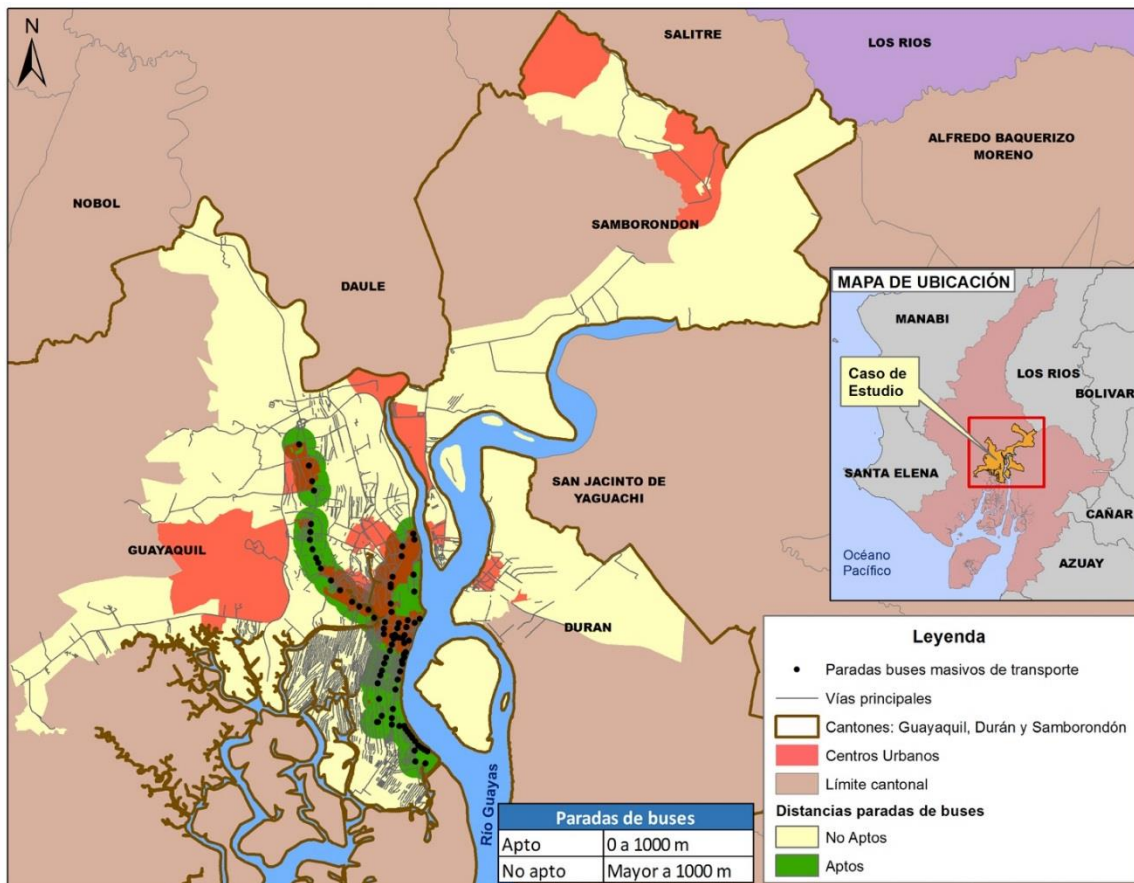 N
SALITRE
LOS RIOS
ALFREDO BAQUERIZO
MORENO
NOBOL
SAMBORONDON
DAULE
MAPA DE UBICACIÓN
MANABI
Caso de
Estudio
LOS RIOS
BOLIVAR
SANTA ELENA
CAÑAR
AZUAY
Océano
Pacífico
SAN JACINTO DE
YAGUACHI
GUAYAQUIL
DURAN
Río Guayas
Leyenda
Paradas buses masivos de transporte
Vías principales
Cantones: Guayaquil, Durán y Samborondón
Centros Urbanos
Límite cantonal
Distancias paradas de buses
No Aptos
Aptos
Paradas de buses
Apto 0 a 1000 m
No apto Mayor a 1000 m